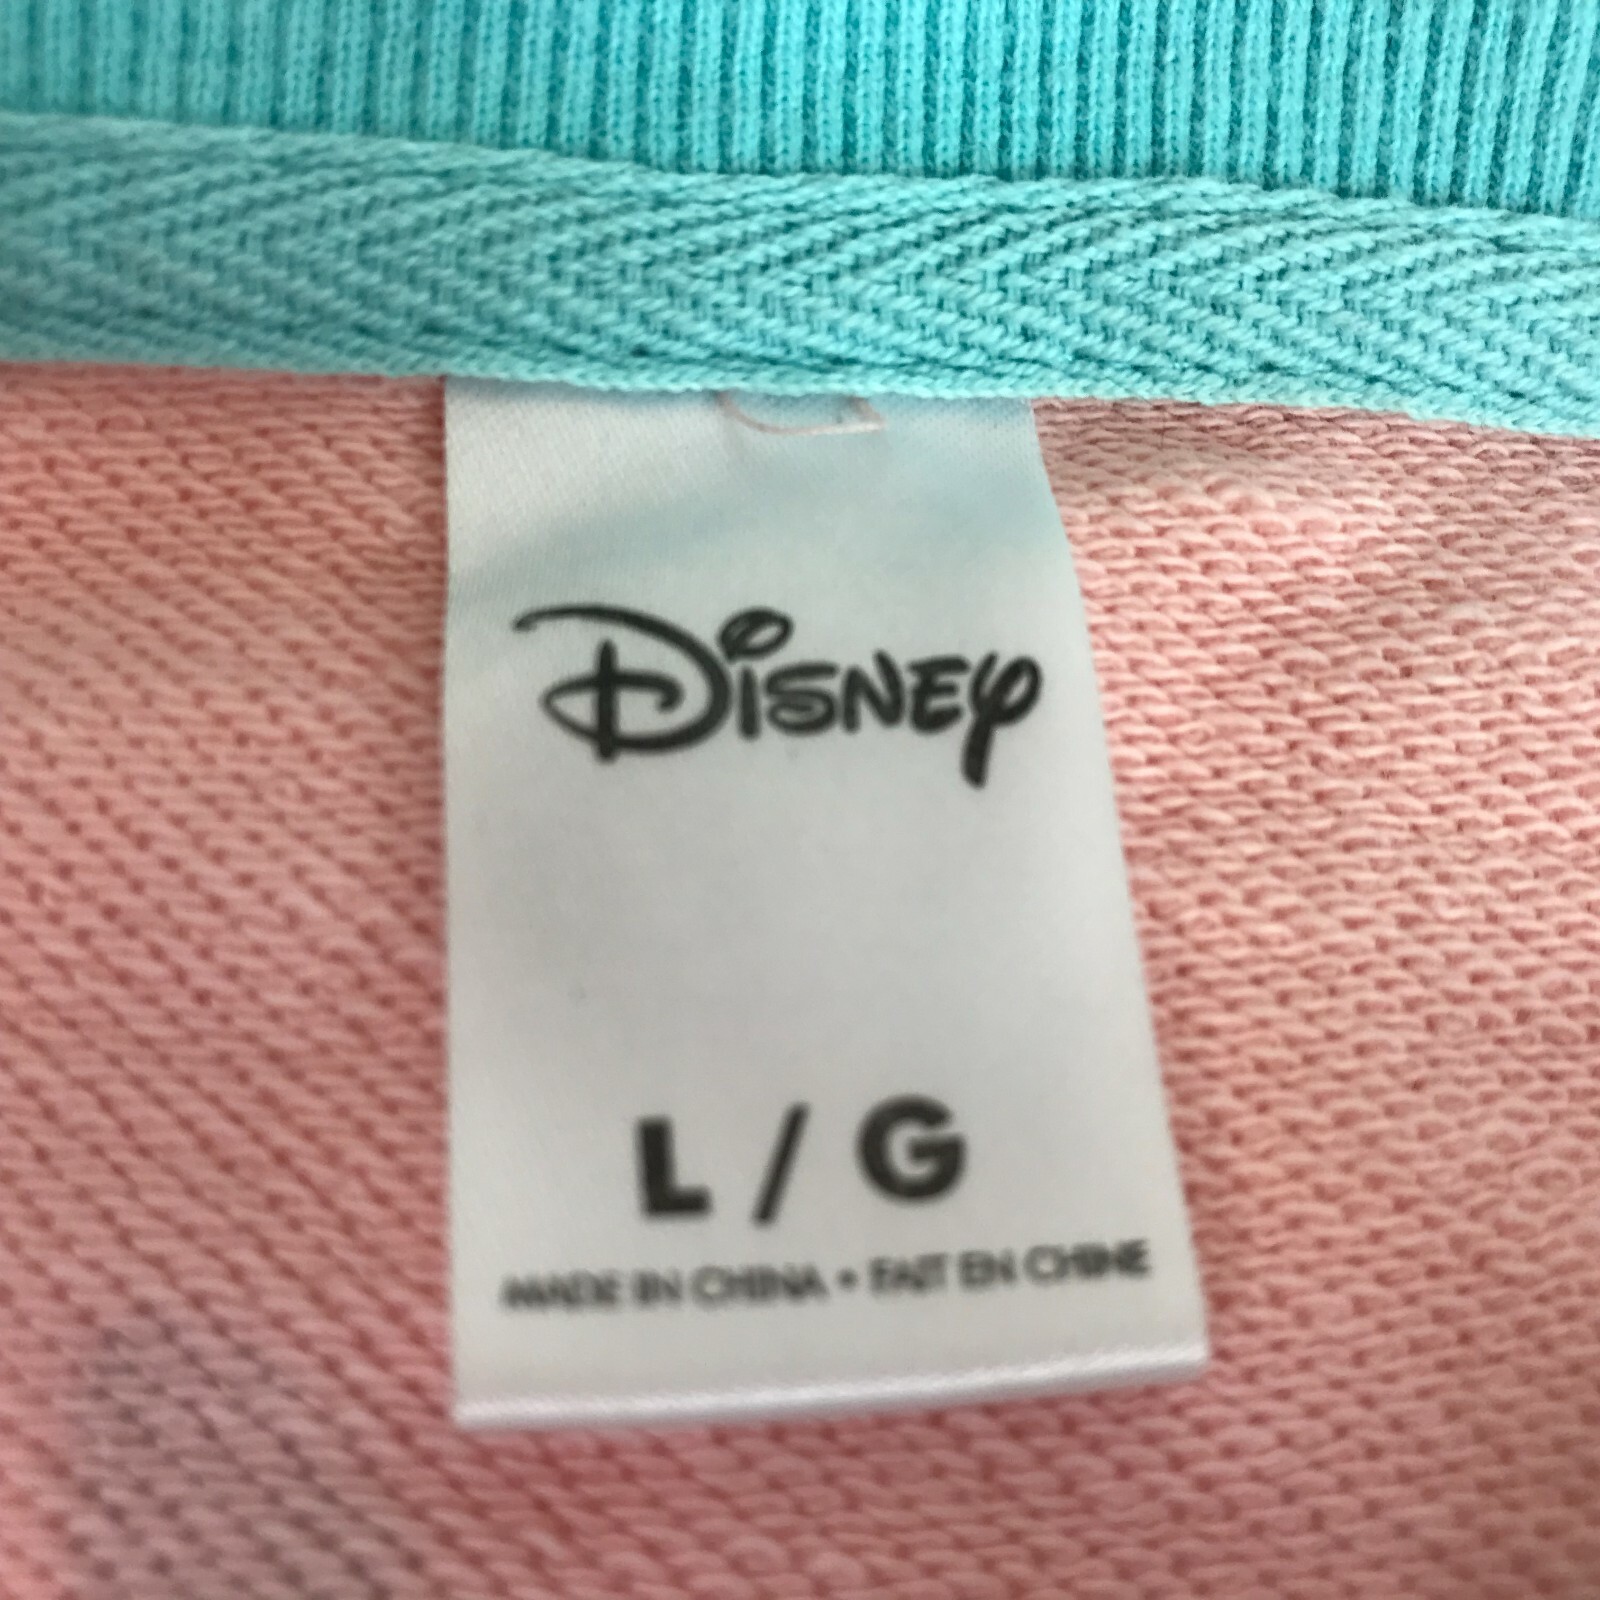 Disney
L / G
MADE IN CHINA • FAIT EN CHINE